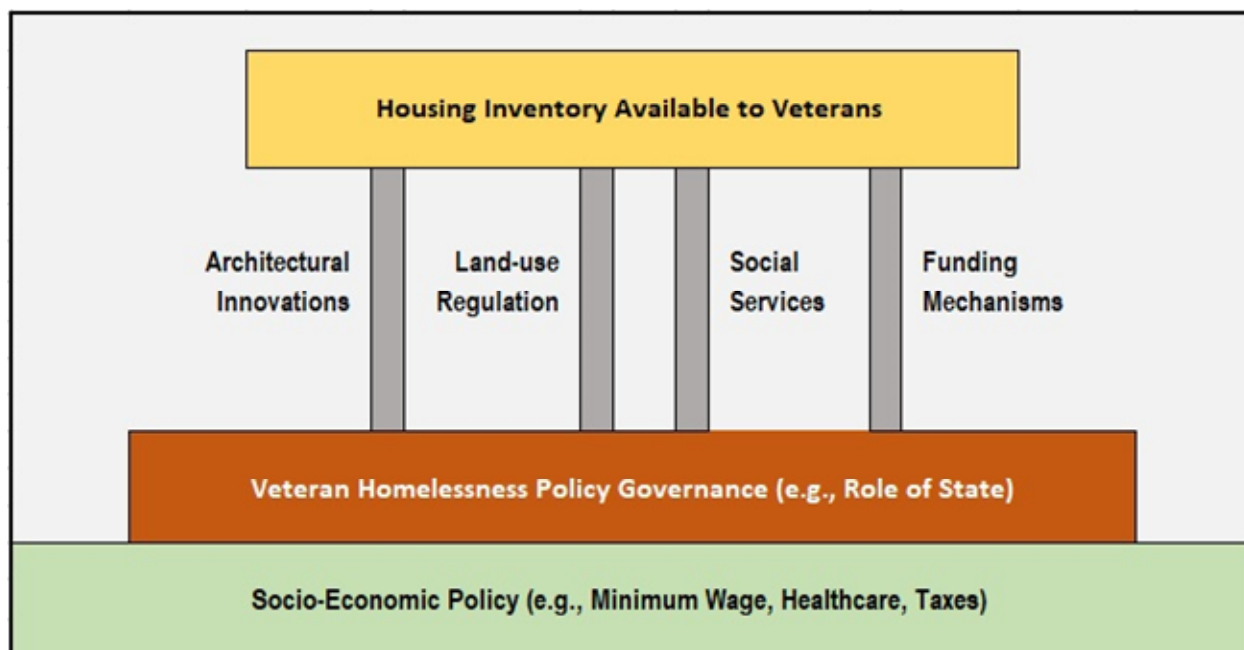 Housing Inventory Available to Veterans
Architectural
Innovations
Land-use
Regulation
Social
Services
Funding
Mechanisms
Veteran Homelessness Policy Governance (e.g., Role of State)
Socio-Economic Policy (e.g., Minimum Wage, Healthcare, Taxes)